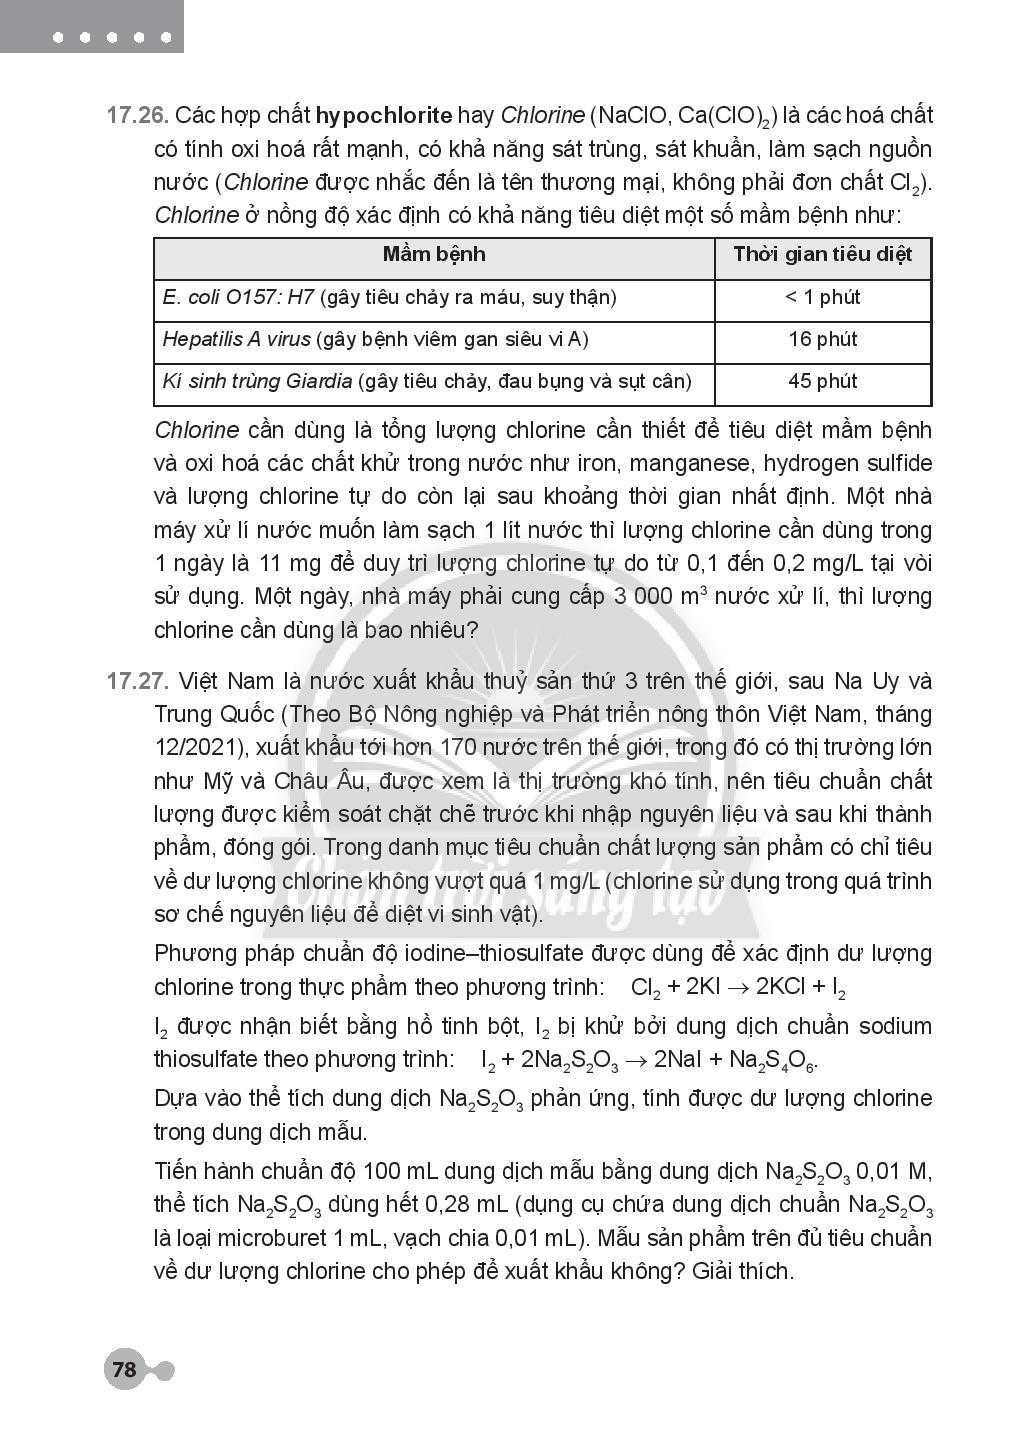 17.26. Các hợp chất hypochlorite hay Chlorine (NaClO, Ca(ClO)₂) là các hoá chất
có tính oxi hoá rất mạnh, có khả năng sát trùng, sát khuẩn, làm sạch nguồn
nước (Chlorine được nhắc đến là tên thương mại, không phải đơn chất Cl₂).
Chlorine ở nồng độ xác định có khả năng tiêu diệt một số mầm bệnh như:
Mầm bệnh Thời gian tiêu diệt
E. coli O157: H7 (gây tiêu chảy ra máu, suy thận) < 1 phút
Hepatilis A virus (gây bệnh viêm gan siêu vi A) 16 phút
Kí sinh trùng Giardia (gây tiêu chảy, đau bụng và sụt cân) 45 phút
Chlorine cần dùng là tổng lượng chlorine cần thiết để tiêu diệt mầm bệnh
và oxi hoá các chất khử trong nước như iron, manganese, hydrogen sulfide
và lượng chlorine tự do còn lại sau khoảng thời gian nhất định. Một nhà
máy xử lí nước muốn làm sạch 1 lít nước thì lượng chlorine cần dùng trong
1 ngày là 11 mg để duy trì lượng chlorine tự do từ 0,1 đến 0,2 mg/L tại vòi
sử dụng. Một ngày, nhà máy phải cung cấp 3 000 m³ nước xử lí, thì lượng
chlorine cần dùng là bao nhiêu?
17.27. Việt Nam là nước xuất khẩu thuỷ sản thứ 3 trên thế giới, sau Na Uy và
Trung Quốc (Theo Bộ Nông nghiệp và Phát triển nông thôn Việt Nam, tháng
12/2021), xuất khẩu tới hơn 170 nước trên thế giới, trong đó có thị trường lớn
như Mỹ và Châu Âu, được xem là thị trường khó tính, nên tiêu chuẩn chất
lượng được kiểm soát chặt chẽ trước khi nhập nguyên liệu và sau khi thành
phẩm, đóng gói. Trong danh mục tiêu chuẩn chất lượng sản phẩm có chỉ tiêu
về dư lượng chlorine không vượt quá 1 mg/L (chlorine sử dụng trong quá trình
sơ chế nguyên liệu để diệt vi sinh vật).
Chân trời sáng tạo
Phương pháp chuẩn độ iodine–thiosulfate được dùng để xác định dư lượng
chlorine trong thực phẩm theo phương trình: Cl₂ + 2KI → 2KCl + I₂
I₂ được nhận biết bằng hồ tinh bột, I₂ bị khử bởi dung dịch chuẩn sodium
thiosulfate theo phương trình: I₂ + 2Na₂S₂O₃ → 2NaI + Na₂S₄O₆.
Dựa vào thể tích dung dịch Na₂S₂O₃ phản ứng, tính được dư lượng chlorine
trong dung dịch mẫu.
Tiến hành chuẩn độ 100 mL dung dịch mẫu bằng dung dịch Na₂S₂O₃ 0,01 M,
thể tích Na₂S₂O₃ dùng hết 0,28 mL (dụng cụ chứa dung dịch chuẩn Na₂S₂O₃
là loại microburet 1 mL, vạch chia 0,01 mL). Mẫu sản phẩm trên đủ tiêu chuẩn
về dư lượng chlorine cho phép để xuất khẩu không? Giải thích.
78